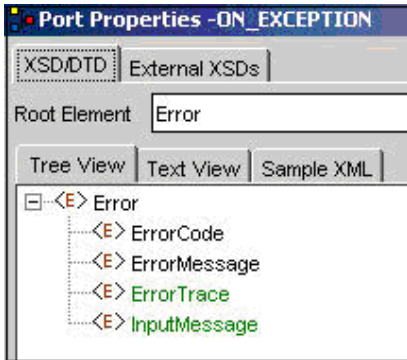 Port Properties -ON_EXCEPTION
XSD/DTD External XSDs
Root Element Error
Tree View Text View Sample XML
<E> Error
<E> ErrorCode
<E> ErrorMessage
<E> ErrorTrace
<E> InputMessage